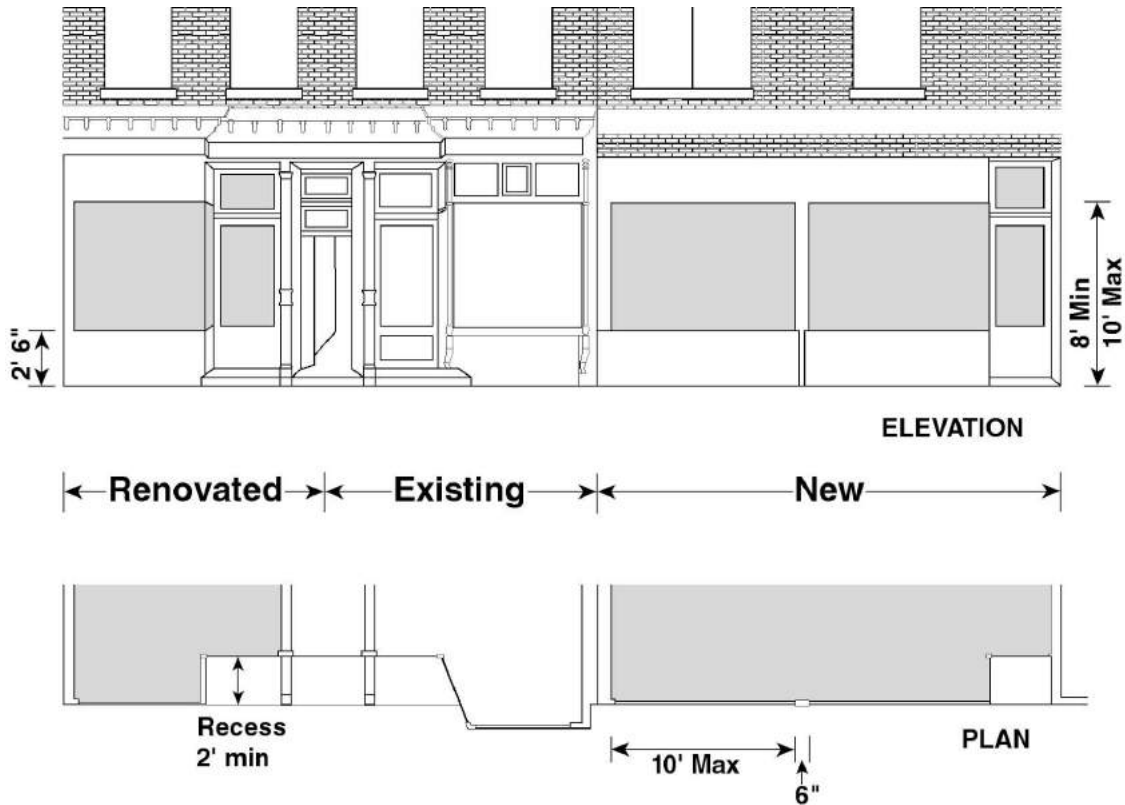 2' 6"
8' Min
10' Max
ELEVATION
Renovated
Existing
New
Recess
2' min
PLAN
10' Max
6"